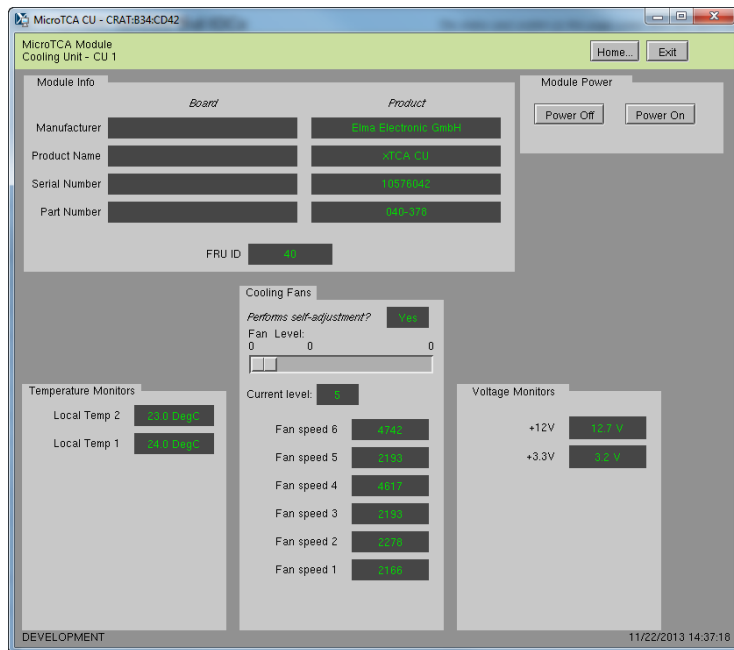 MicroTCA CU - CRAT:B34:CD42
MicroTCA Module
Cooling Unit - CU 1
Home... Exit
Module Info
Board Product
Manufacturer Elma Electronic GmbH
Product Name xTCA CU
Serial Number 10576042
Part Number 040-378
FRU ID 40
Module Power
Power Off Power On
Cooling Fans
Performs self-adjustment? Yes
Fan Level:
0 0 0
Current level: 5
Fan speed 6 4742
Fan speed 5 2193
Fan speed 4 4617
Fan speed 3 2193
Fan speed 2 2278
Fan speed 1 2166
Temperature Monitors
Local Temp 2 23.0 DegC
Local Temp 1 24.0 DegC
Voltage Monitors
+12V 12.7 V
+3.3V 3.2 V
DEVELOPMENT 11/22/2013 14:37:18